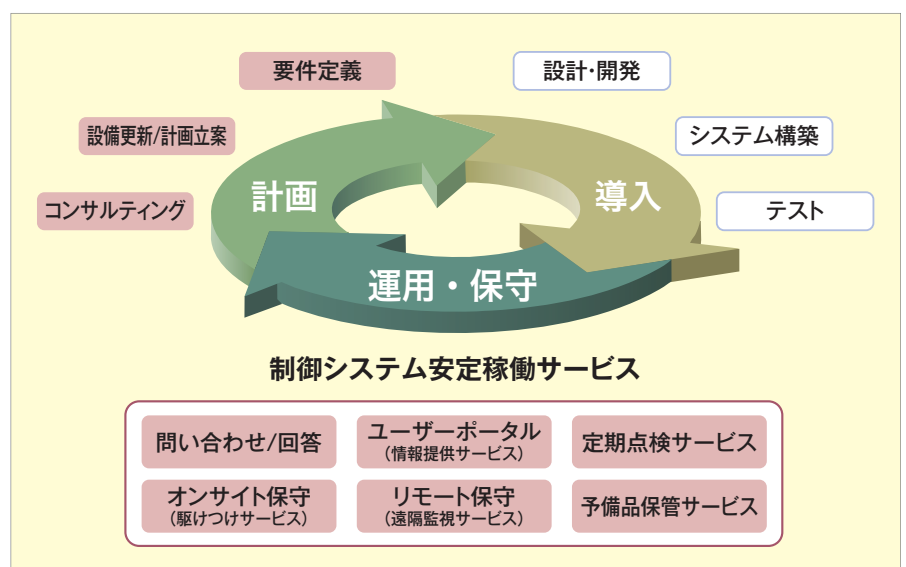 要件定義
設計・開発
設備更新/計画立案
システム構築
コンサルティング
テスト
計画
導入
運用・保守
制御システム安定稼働サービス
問い合わせ/回答
ユーザーポータル
(情報提供サービス)
定期点検サービス
オンサイト保守
(駆けつけサービス)
リモート保守
(遠隔監視サービス)
予備品保管サービス